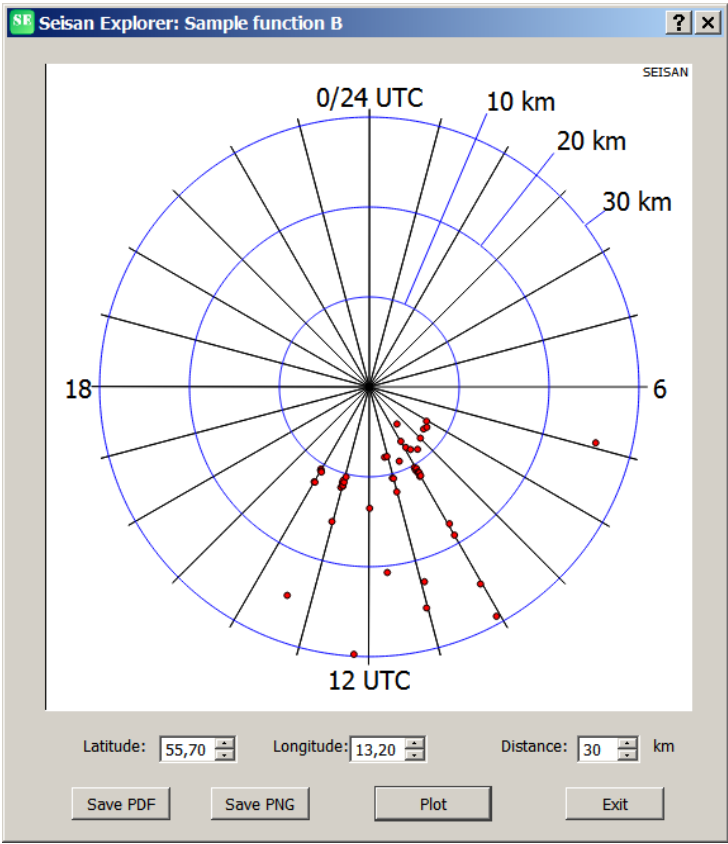 SE Seisan Explorer: Sample function B ? X
SEISAN
0/24 UTC
10 km
20 km
30 km
18
6
12 UTC
Latitude: 55,70 Longitude: 13,20 Distance: 30 km
Save PDF Save PNG Plot Exit